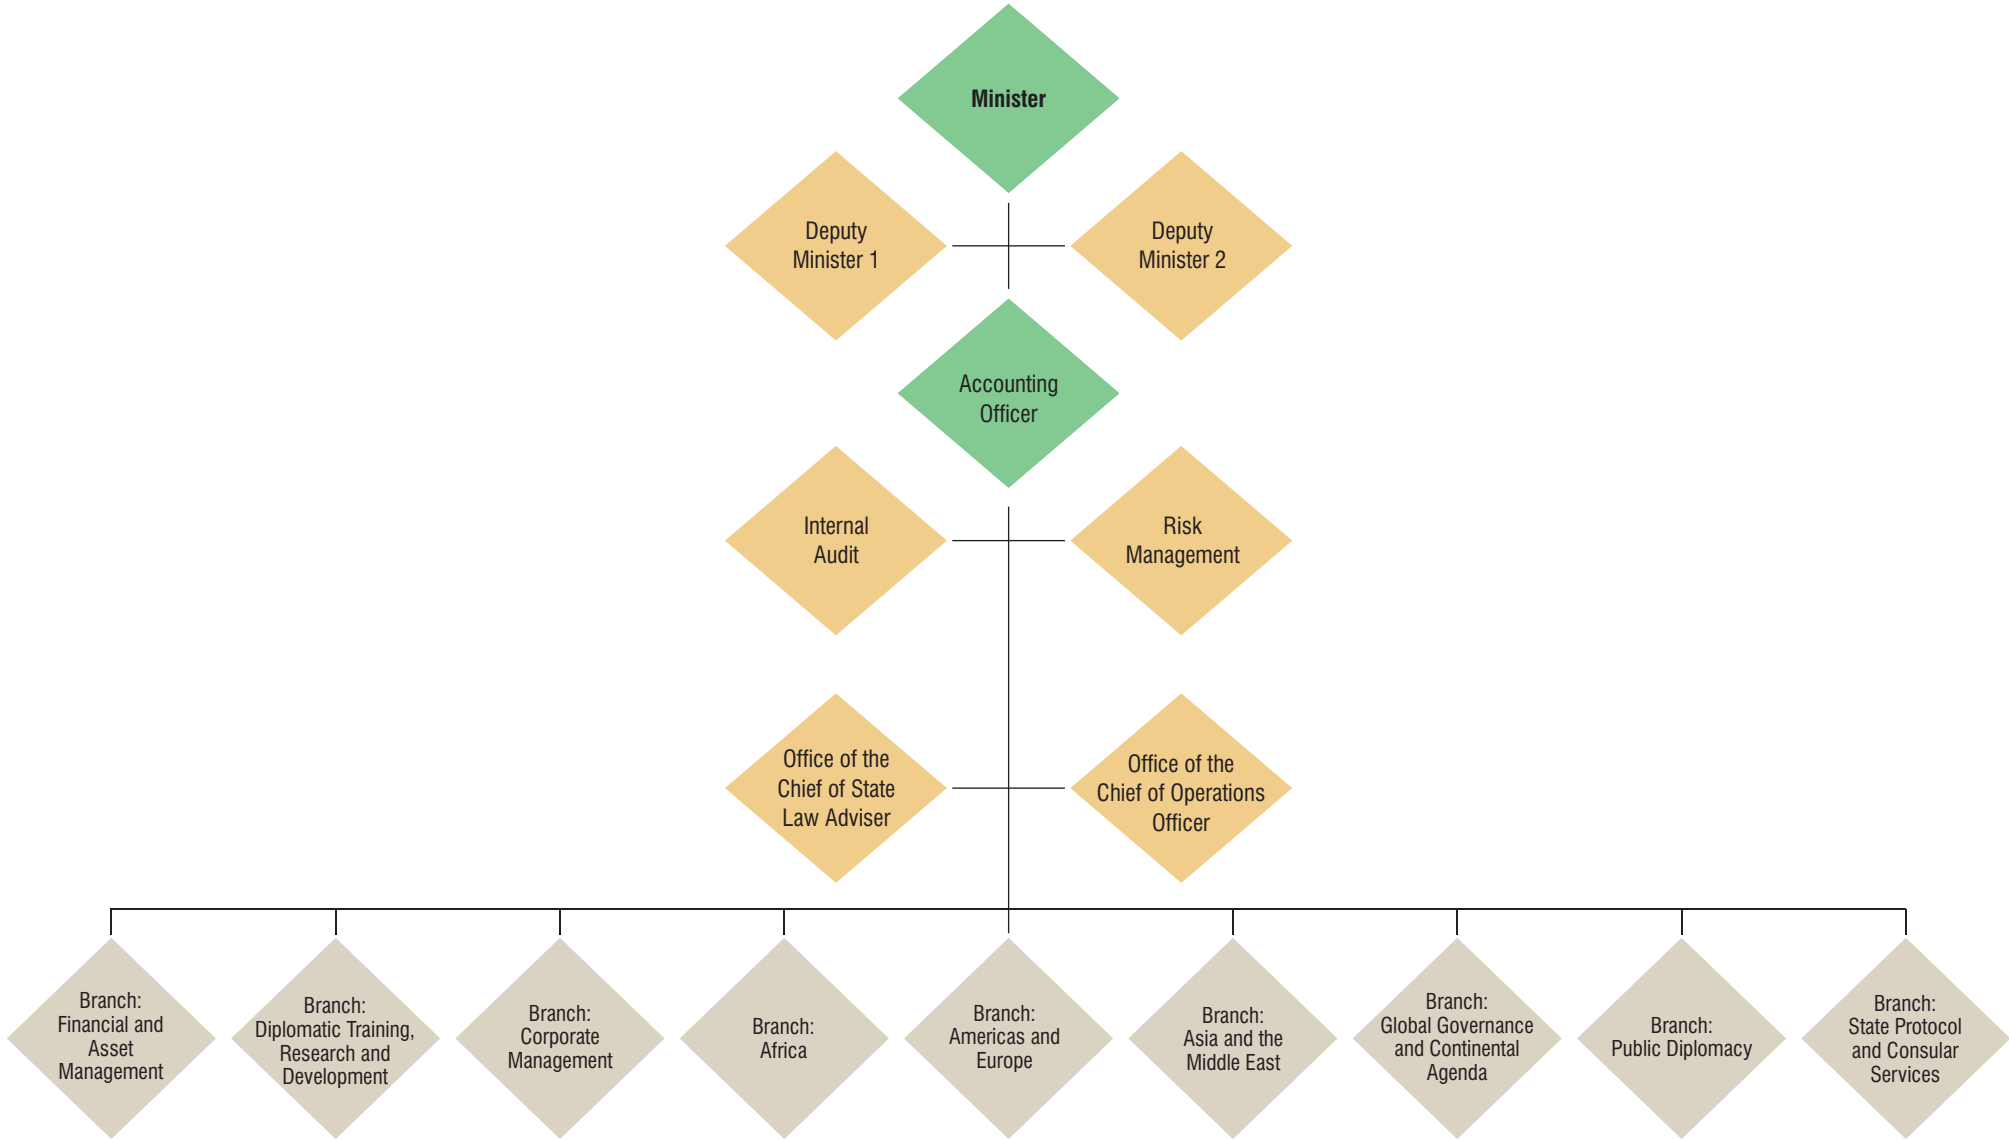 Minister
Deputy
Minister 1
Deputy
Minister 2
Accounting
Officer
Internal
Audit
Risk
Management
Office of the
Chief of State
Law Adviser
Office of the
Chief of Operations
Officer
Branch:
Financial and
Asset
Management
Branch:
Diplomatic Training,
Research and
Development
Branch:
Corporate
Management
Branch:
Africa
Branch:
Americas and
Europe
Branch:
Asia and the
Middle East
Branch:
Global Governance
and Continental
Agenda
Branch:
Public Diplomacy
Branch:
State Protocol
and Consular
Services